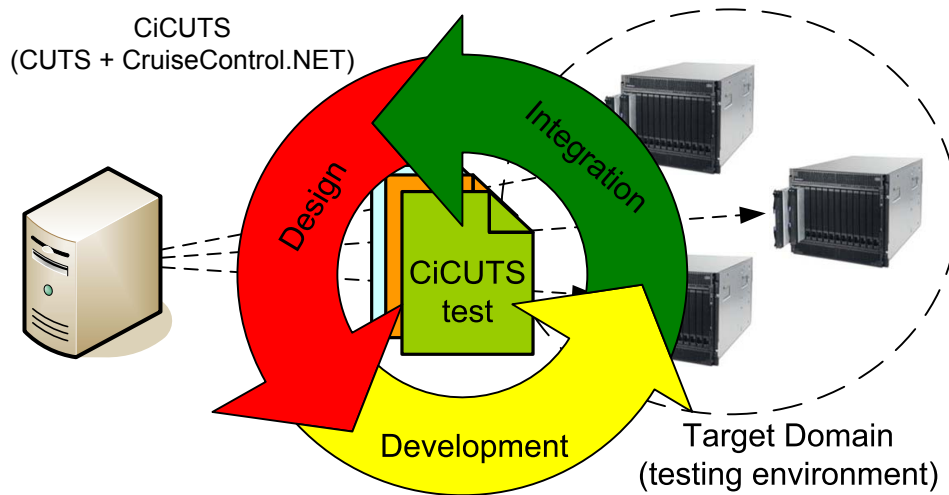 CiCUTS
(CUTS + CruiseControl.NET)
Integration
Design
CiCUTS
test
Development
Target Domain
(testing environment)